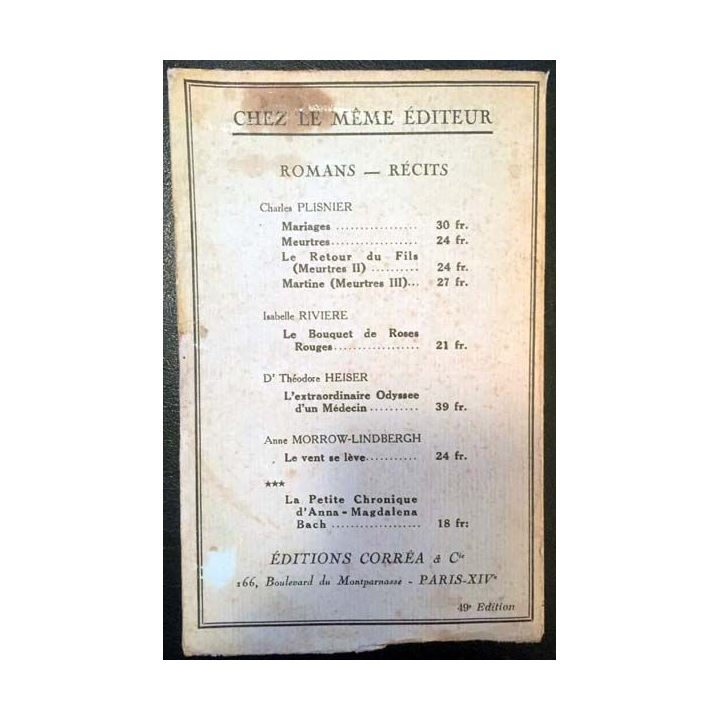 CHEZ LE MÊME ÉDITEUR
ROMANS — RÉCITS
Charles PLISNIER
Mariages ................. 30 fr.
Meurtres.................. 24 fr.
Le Retour du Fils
(Meurtres II) .......... 24 fr.
Martine (Meurtres III)... 27 fr.
Isabelle RIVIERE
Le Bouquet de Roses
Rouges.................. 21 fr.
Dʳ Théodore HEISER
L'extraordinaire Odyssee
d'un Médecin .......... 39 fr.
Anne MORROW-LINDBERGH
Le vent se lève........... 24 fr.
★★★
La Petite Chronique
d'Anna - Magdalena
Bach ................... 18 fr:
ÉDITIONS CORRÉA & Cⁱᵉ
166, Boulevard du Montparnasse - PARIS-XIVᵉ
49ᵉ Edition